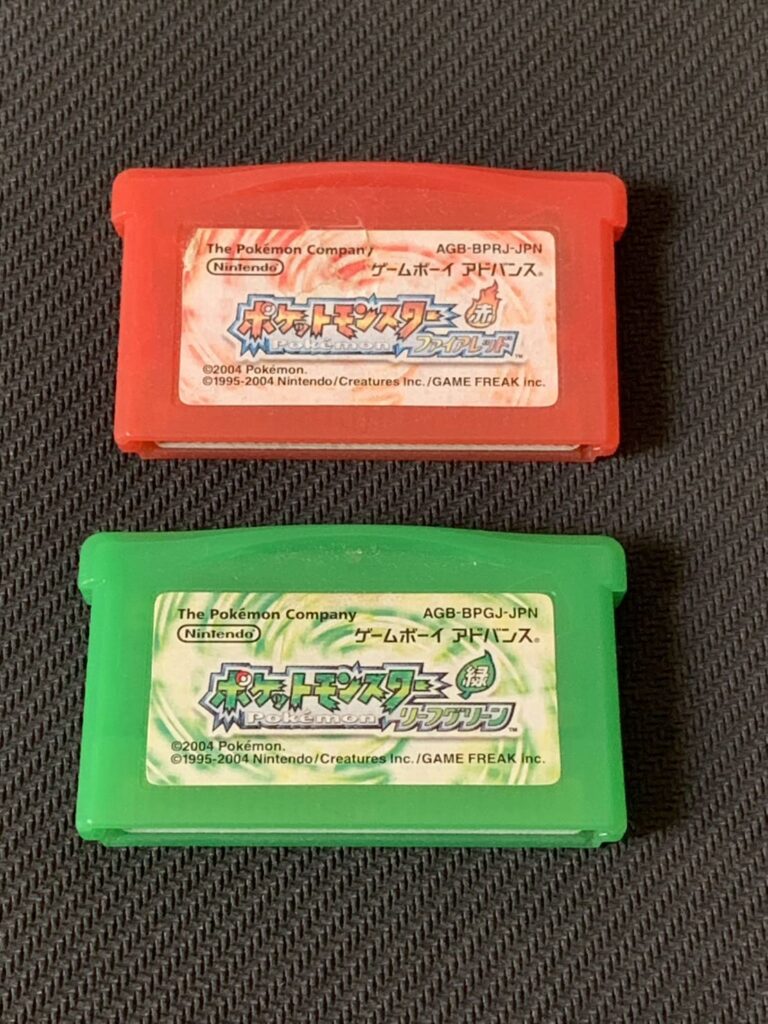 The Pokémon Company AGB-BPRJ-JPN
Nintendo ゲームボーイ アドバンス®
ポケットモンスター 赤
Pokémon ファイアレッド™
©2004 Pokémon.
©1995-2004 Nintendo/Creatures Inc./GAME FREAK inc.
The Pokémon Company AGB-BPGJ-JPN
Nintendo ゲームボーイ アドバンス®
ポケットモンスター 緑
Pokémon リーフグリーン™
©2004 Pokémon.
©1995-2004 Nintendo/Creatures Inc./GAME FREAK inc.